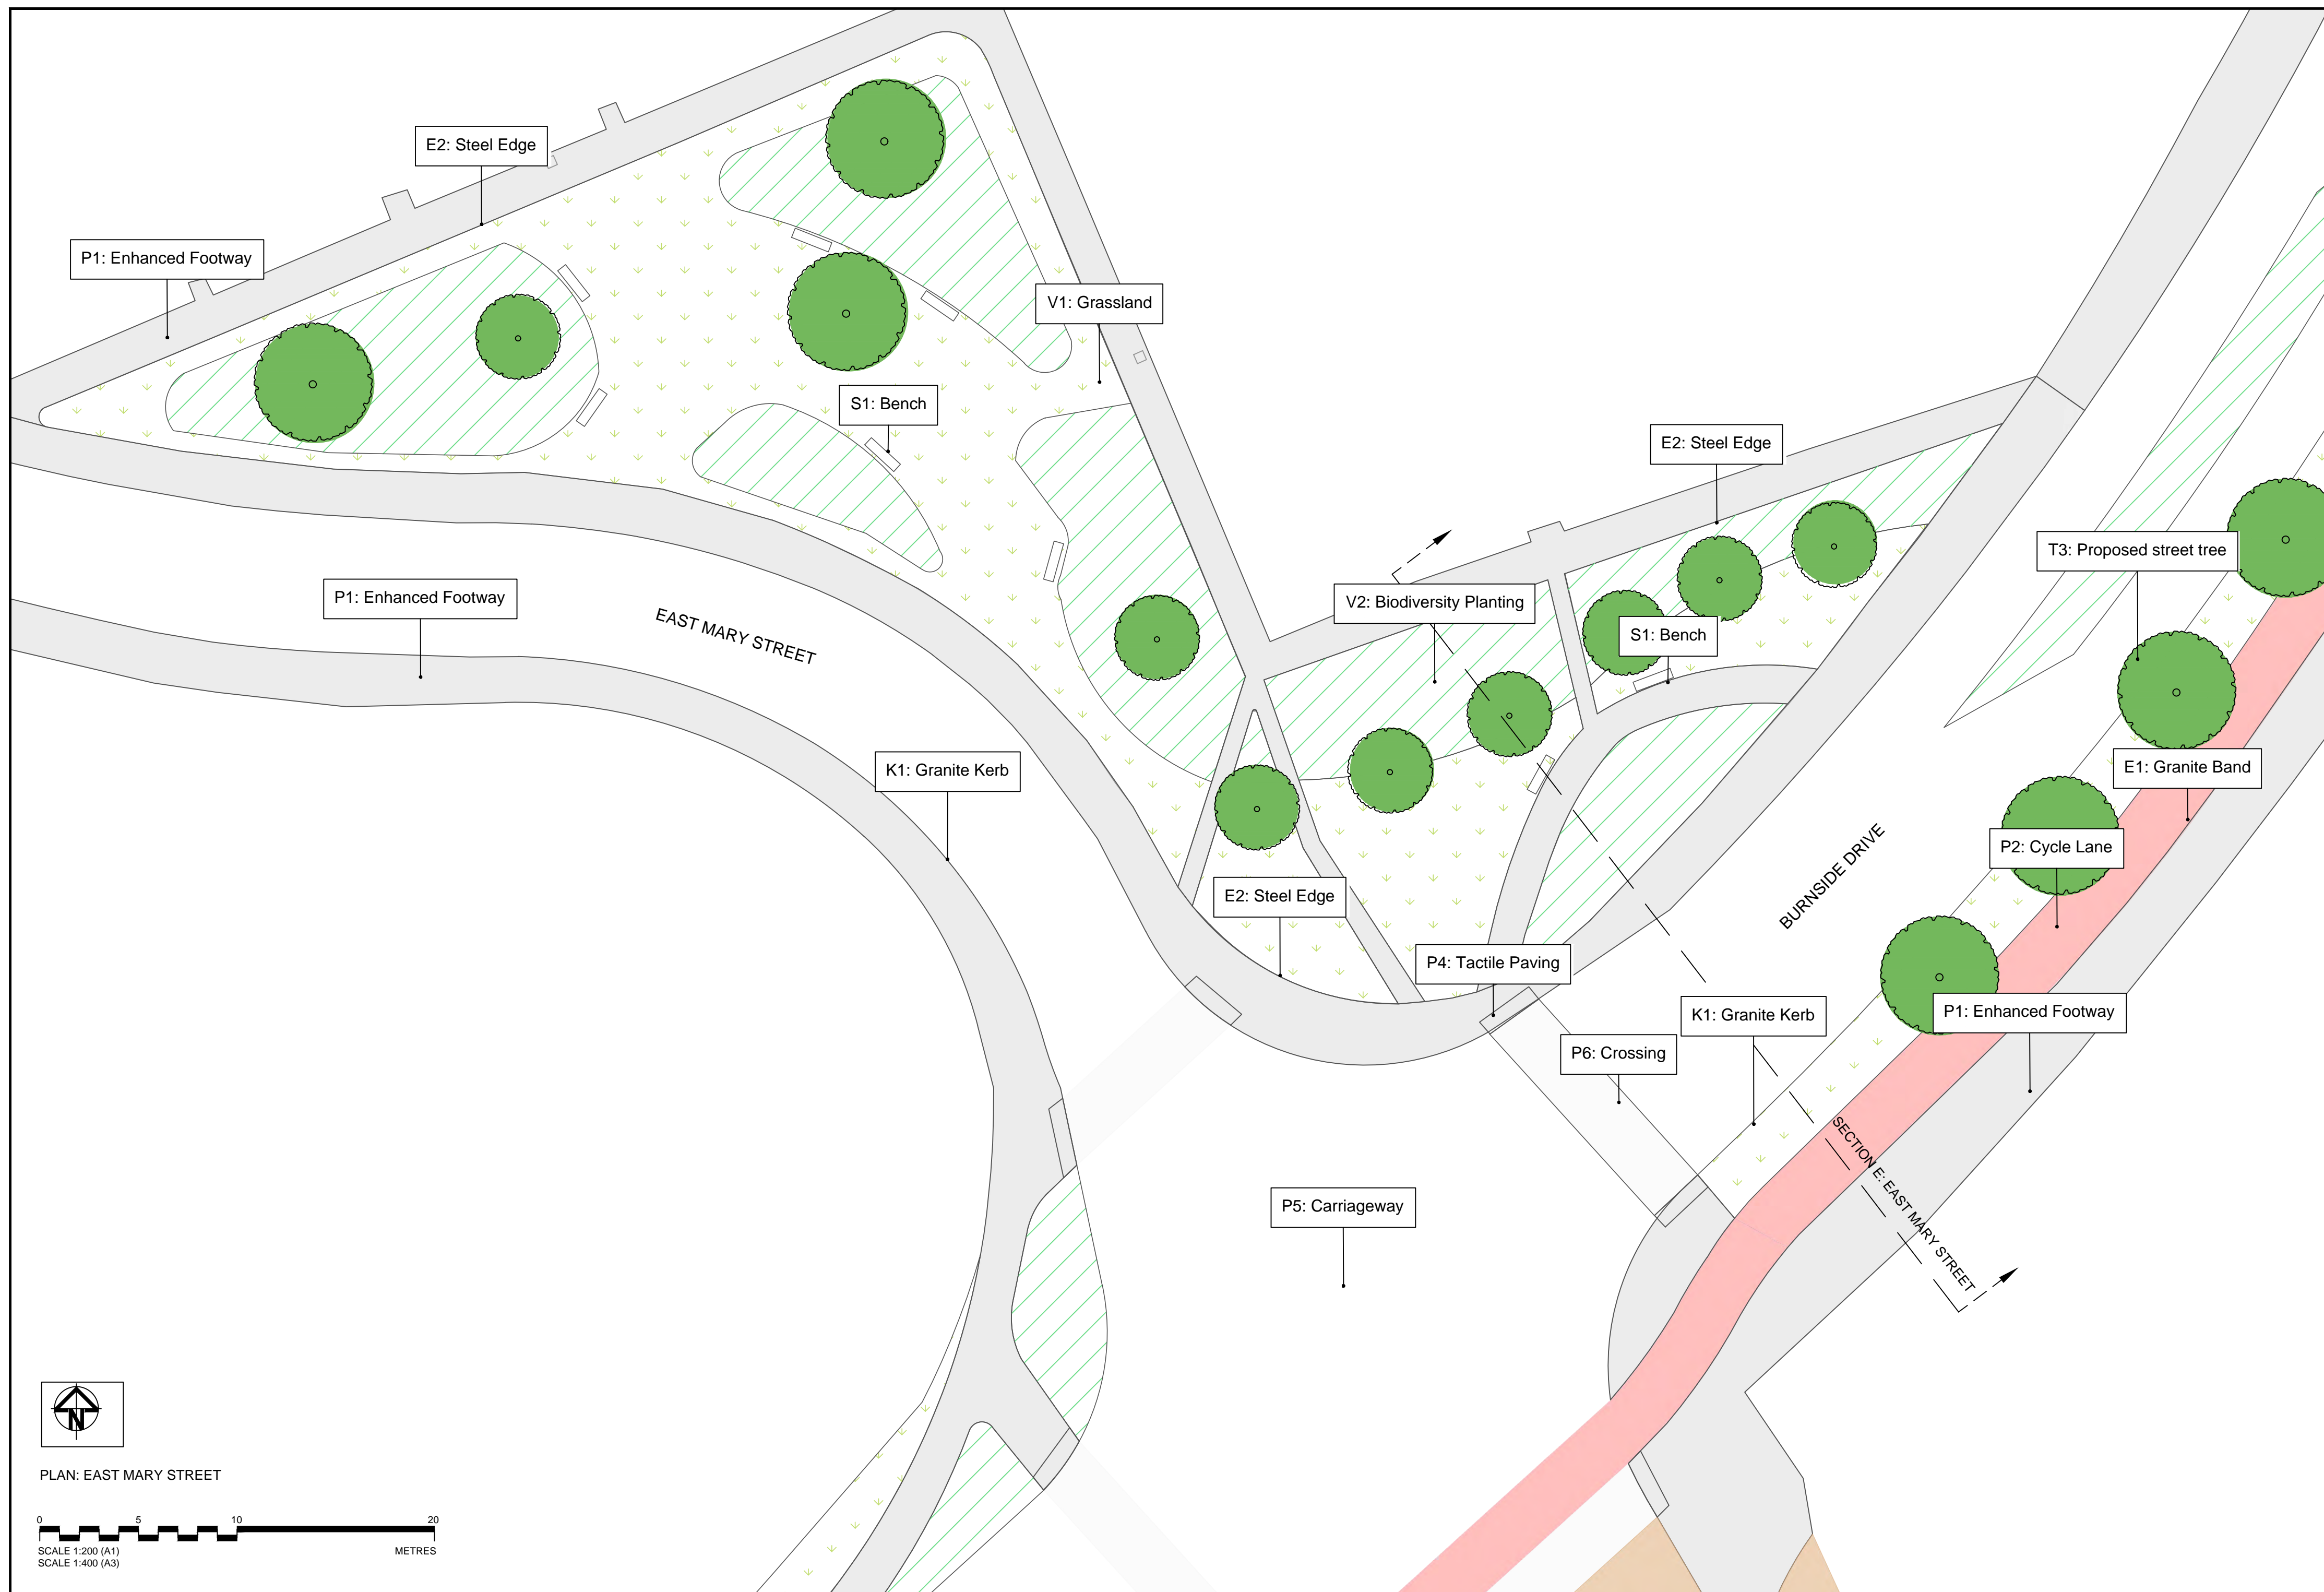 E2: Steel Edge
P1: Enhanced Footway
V1: Grassland
S1: Bench
E2: Steel Edge
T3: Proposed street tree
P1: Enhanced Footway
V2: Biodiversity Planting
S1: Bench
EAST MARY STREET
K1: Granite Kerb
E1: Granite Band
P2: Cycle Lane
BURNSIDE DRIVE
E2: Steel Edge
P4: Tactile Paving
K1: Granite Kerb
P1: Enhanced Footway
P6: Crossing
SECTION E: EAST MARY STREET
P5: Carriageway
N
PLAN: EAST MARY STREET
0 5 10 20
SCALE 1:200 (A1) METRES
SCALE 1:400 (A3)